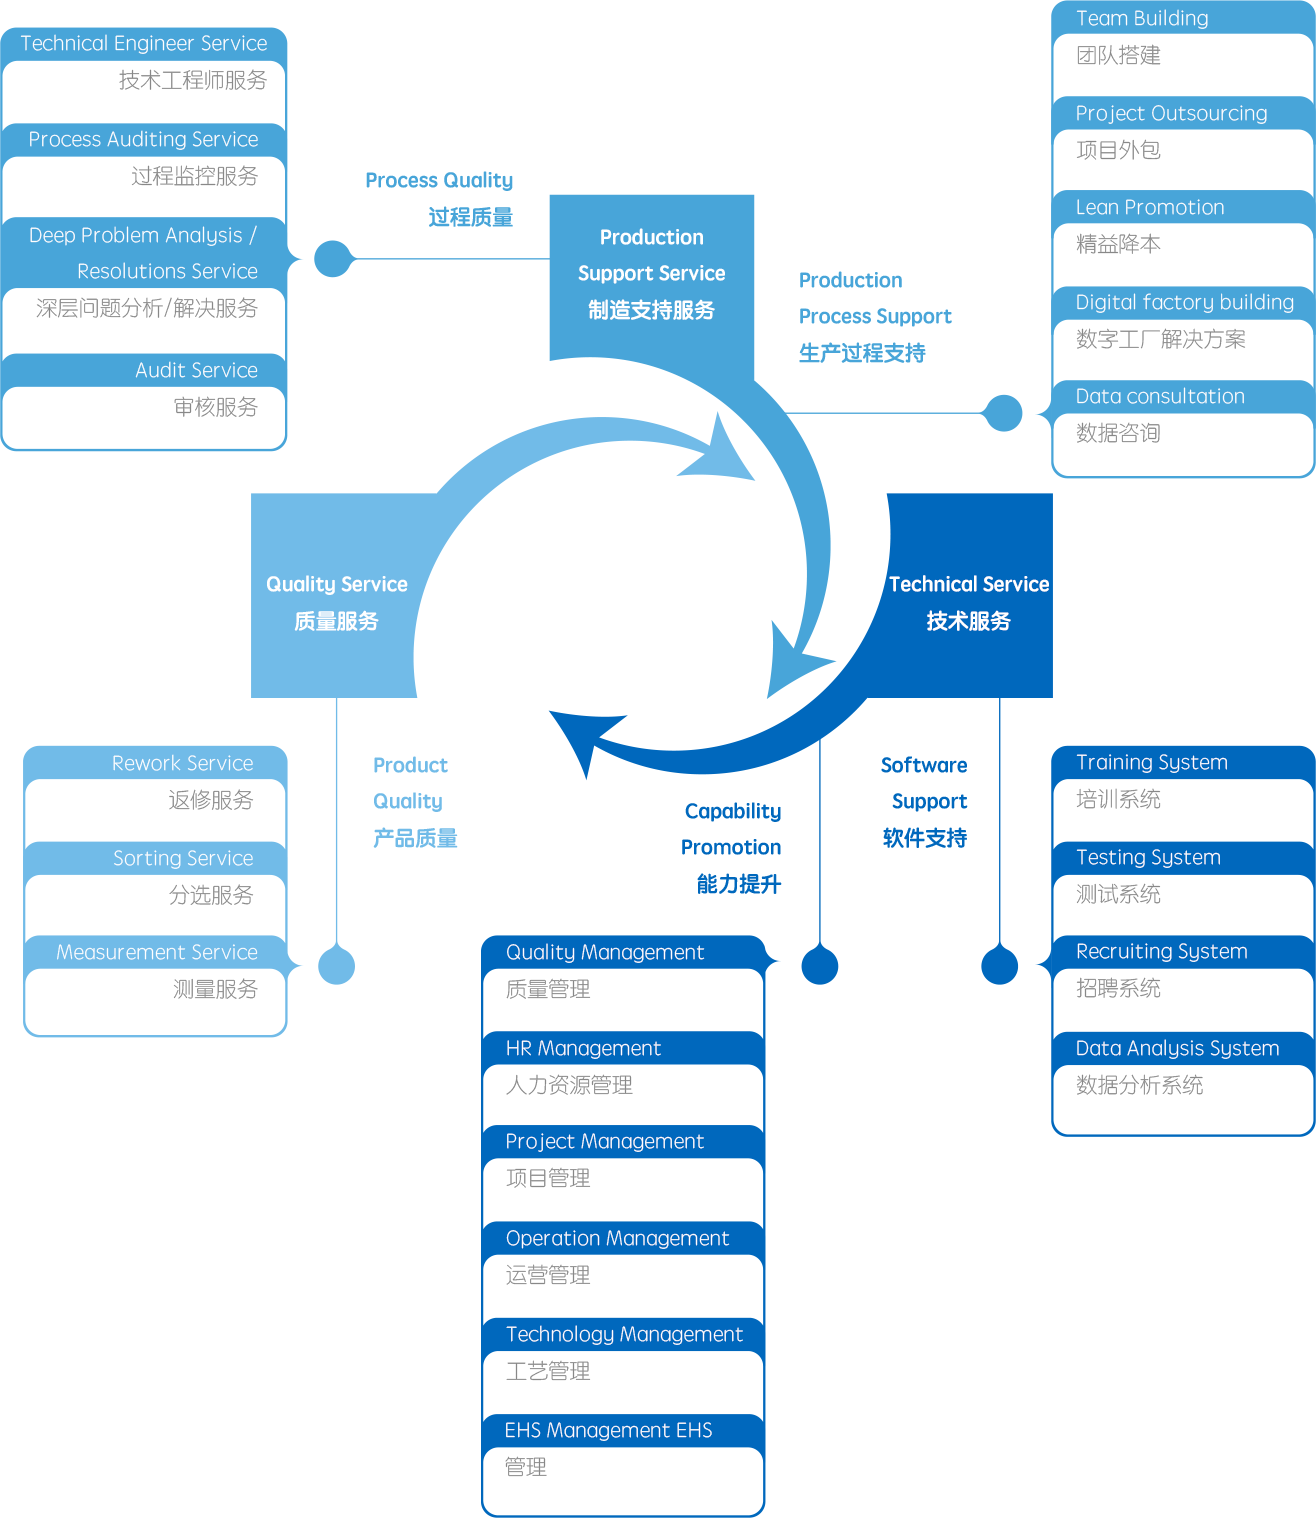 Technical Engineer Service
技术工程师服务
Process Auditing Service
过程监控服务
Deep Problem Analysis /
Resolutions Service
深层问题分析/解决服务
Audit Service
审核服务
Process Quality
过程质量
Production
Support Service
制造支持服务
Production
Process Support
生产过程支持
Team Building
团队搭建
Project Outsourcing
项目外包
Lean Promotion
精益降本
Digital factory building
数字工厂解决方案
Data consultation
数据咨询
Quality Service
质量服务
Technical Service
技术服务
Rework Service
返修服务
Sorting Service
分选服务
Measurement Service
测量服务
Product
Quality
产品质量
Capability
Promotion
能力提升
Software
Support
软件支持
Quality Management
质量管理
HR Management
人力资源管理
Project Management
项目管理
Operation Management
运营管理
Technology Management
工艺管理
EHS Management EHS
管理
Training System
培训系统
Testing System
测试系统
Recruiting System
招聘系统
Data Analysis System
数据分析系统